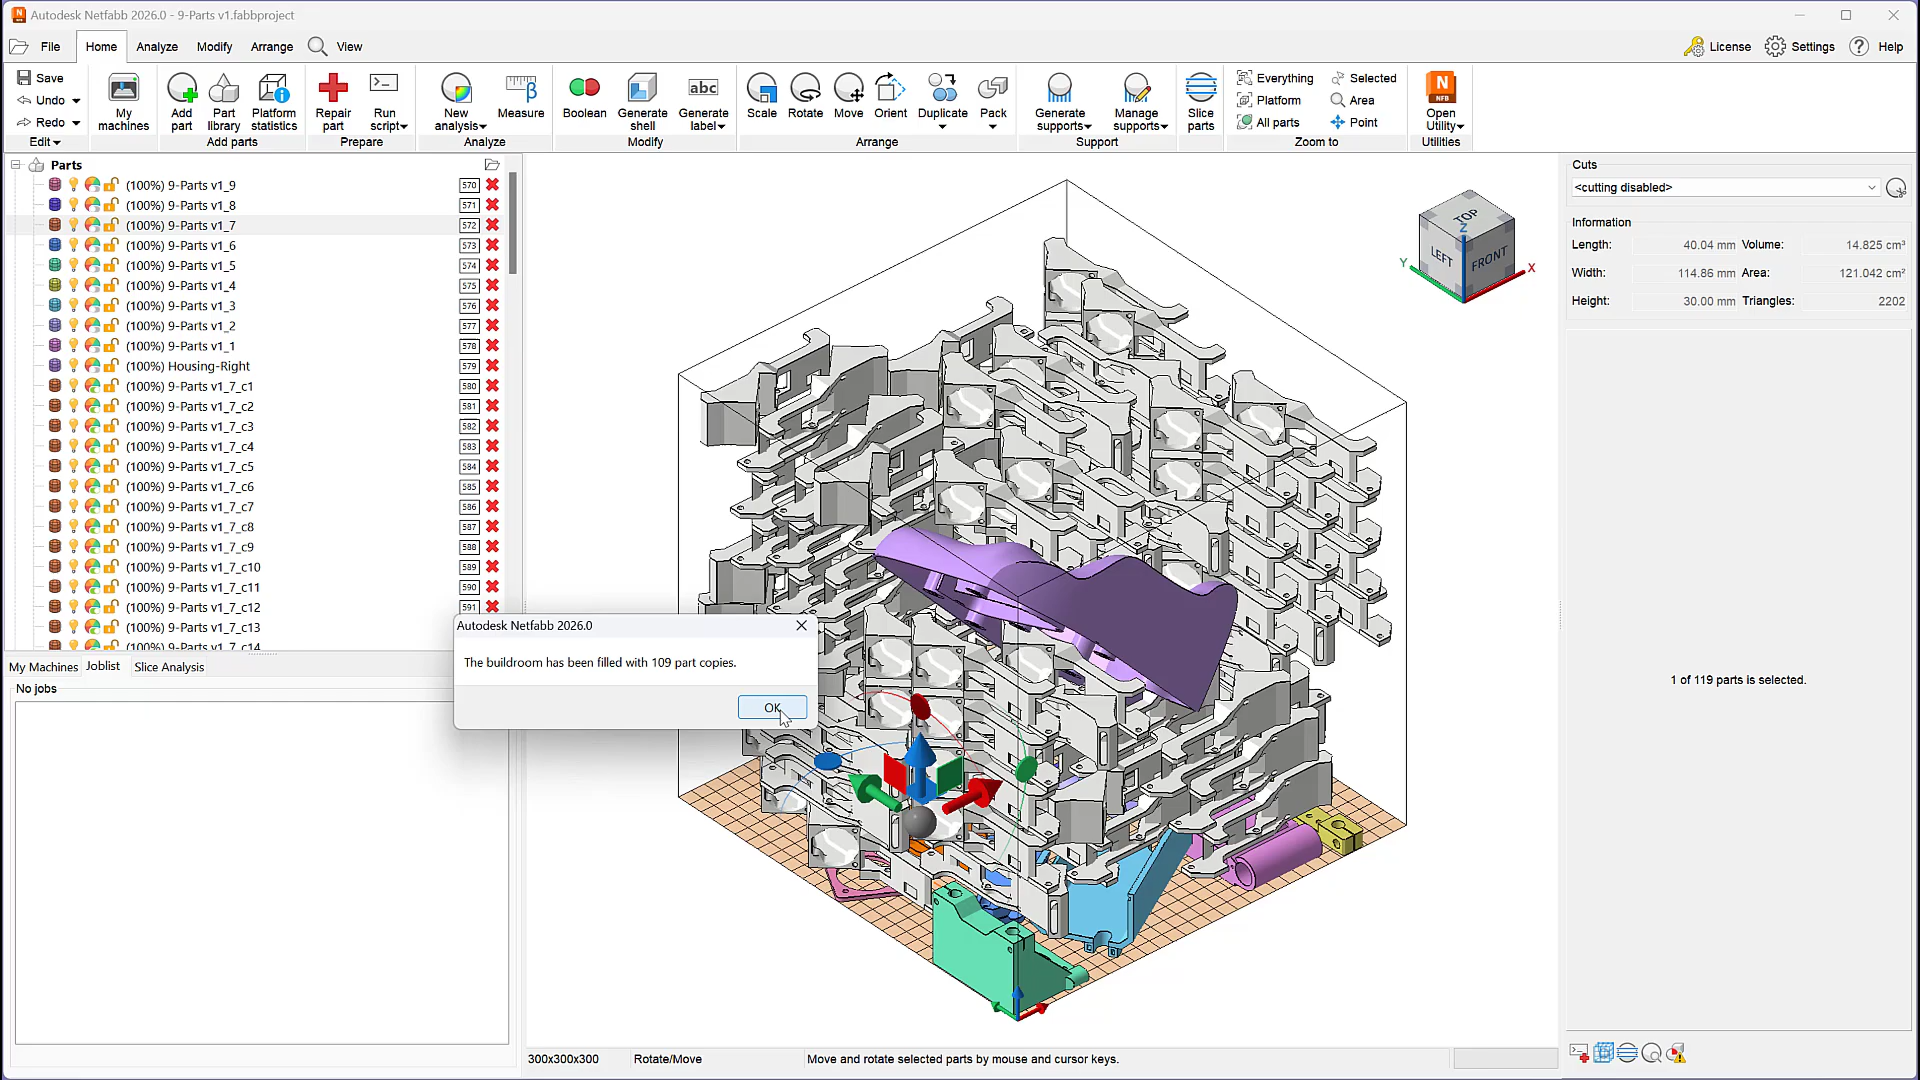 Autodesk Netfabb 2026.0 - 9-Parts v1.fabbproject
File Home Analyze Modify Arrange View License Settings Help
Save
Undo
Redo
Edit
My machines
Add part
Part library
Platform statistics
Add parts
Repair part
Run script
Prepare
New analysis
Measure
Analyze
Boolean
Generate shell
abc
Generate label
Modify
Scale
Rotate
Move
Orient
Duplicate
Pack
Arrange
Generate supports
Manage supports
Support
Slice parts
Everything
Platform
All parts
Selected
Area
Point
Zoom to
N
NFB
Open Utility
Utilities
Parts
(100%) 9-Parts v1_9 570
(100%) 9-Parts v1_8 571
(100%) 9-Parts v1_7 572
(100%) 9-Parts v1_6 573
(100%) 9-Parts v1_5 574
(100%) 9-Parts v1_4 575
(100%) 9-Parts v1_3 576
(100%) 9-Parts v1_2 577
(100%) 9-Parts v1_1 578
(100%) Housing-Right 579
(100%) 9-Parts v1_7_c1 580
(100%) 9-Parts v1_7_c2 581
(100%) 9-Parts v1_7_c3 582
(100%) 9-Parts v1_7_c4 583
(100%) 9-Parts v1_7_c5 584
(100%) 9-Parts v1_7_c6 585
(100%) 9-Parts v1_7_c7 586
(100%) 9-Parts v1_7_c8 587
(100%) 9-Parts v1_7_c9 588
(100%) 9-Parts v1_7_c10 589
(100%) 9-Parts v1_7_c11 590
(100%) 9-Parts v1_7_c12 591
(100%) 9-Parts v1_7_c13
(100%) 9-Parts v1_7_c14
My Machines Joblist Slice Analysis
No jobs
Autodesk Netfabb 2026.0
The buildroom has been filled with 109 part copies.
OK
TOP
LEFT
FRONT
Z
Y
X
Cuts
<cutting disabled>
Information
Length: 40.04 mm Volume: 14.825 cm³
Width: 114.86 mm Area: 121.042 cm²
Height: 30.00 mm Triangles: 2202
1 of 119 parts is selected.
300x300x300 Rotate/Move Move and rotate selected parts by mouse and cursor keys.